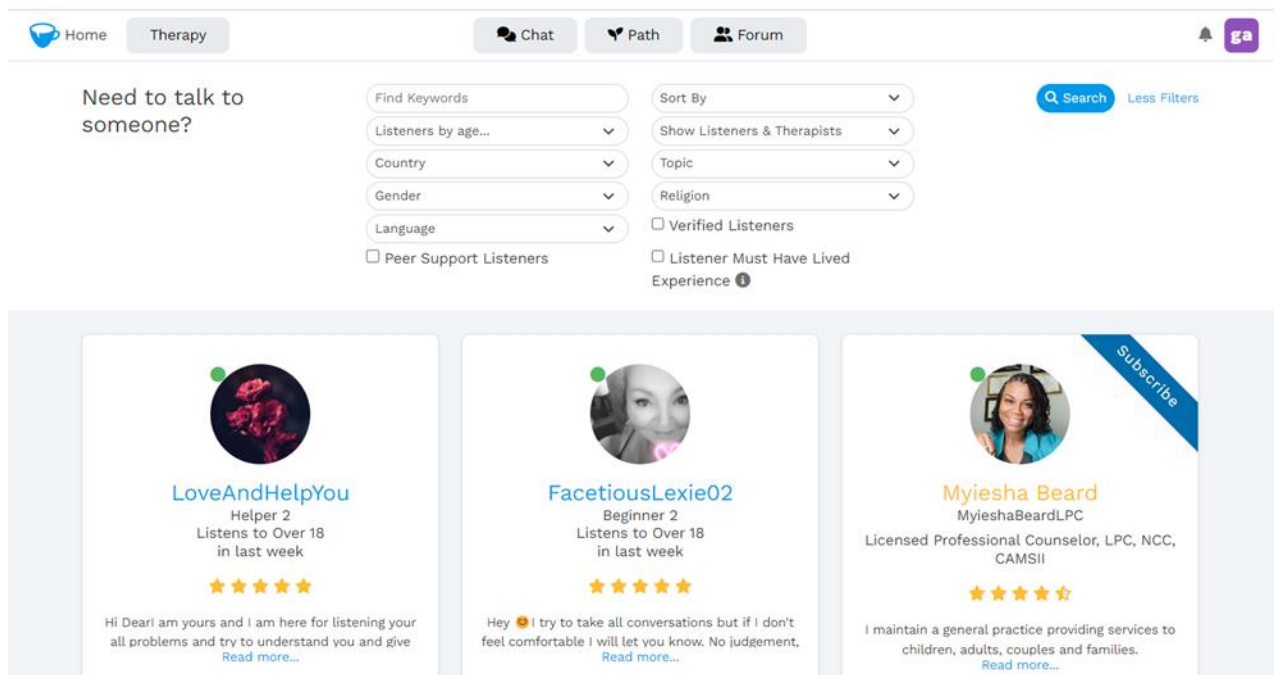 Home
Therapy
Chat
Path
Forum
ga
Need to talk to
someone?
Find Keywords
Sort By
Search
Less Filters
Listeners by age...
Show Listeners & Therapists
Country
Topic
Gender
Religion
Language
Verified Listeners
Peer Support Listeners
Listener Must Have Lived
Experience
LoveAndHelpYou
Helper 2
Listens to Over 18
in last week
Hi DearI am yours and I am here for listening your
all problems and try to understand you and give
Read more...
FacetiousLexie02
Beginner 2
Listens to Over 18
in last week
Hey 😊 I try to take all conversations but if I don't
feel comfortable I will let you know. No judgement,
Read more...
Subscribe
Myiesha Beard
MyieshaBeardLPC
Licensed Professional Counselor, LPC, NCC,
CAMSII
I maintain a general practice providing services to
children, adults, couples and families.
Read more...